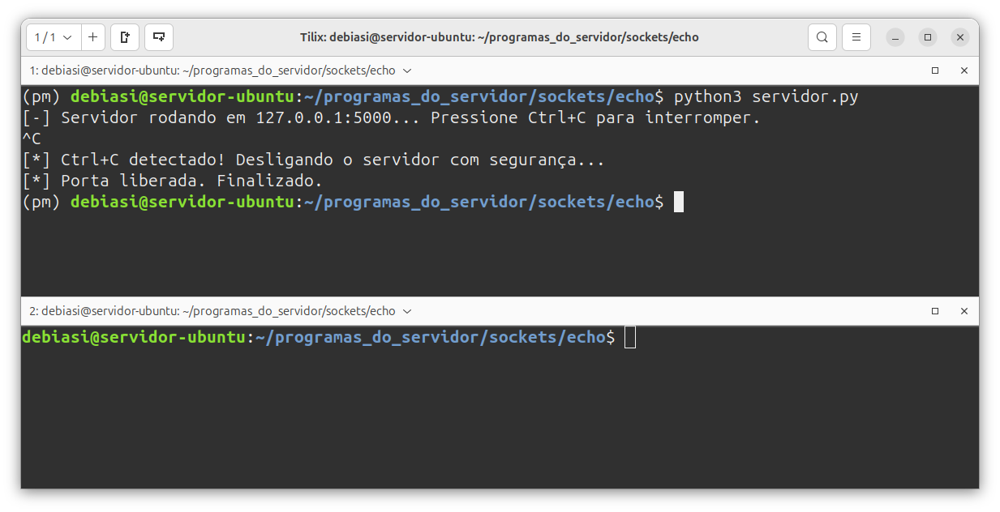 1 / 1
Tilix: debiasi@servidor-ubuntu: ~/programas_do_servidor/sockets/echo
1: debiasi@servidor-ubuntu: ~/programas_do_servidor/sockets/echo
(pm) debiasi@servidor-ubuntu:~/programas_do_servidor/sockets/echo$ python3 servidor.py
[-] Servidor rodando em 127.0.0.1:5000... Pressione Ctrl+C para interromper.
^C
[*] Ctrl+C detectado! Desligando o servidor com segurança...
[*] Porta liberada. Finalizado.
(pm) debiasi@servidor-ubuntu:~/programas_do_servidor/sockets/echo$
2: debiasi@servidor-ubuntu: ~/programas_do_servidor/sockets/echo
debiasi@servidor-ubuntu:~/programas_do_servidor/sockets/echo$